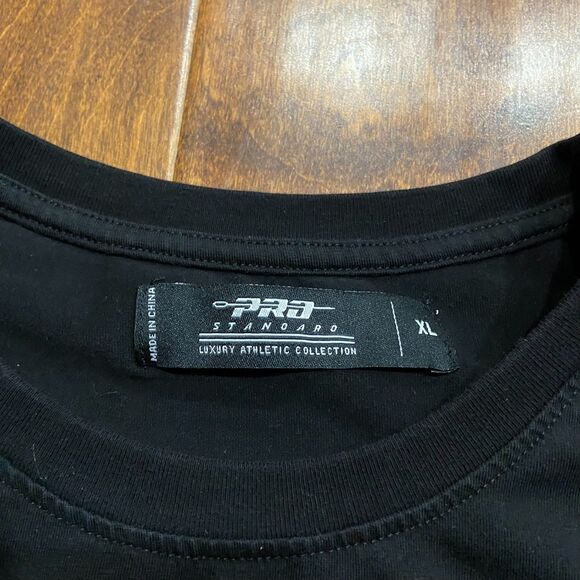 MADE IN CHINA
PRO
STANDARD
LUXURY ATHLETIC COLLECTION
XL